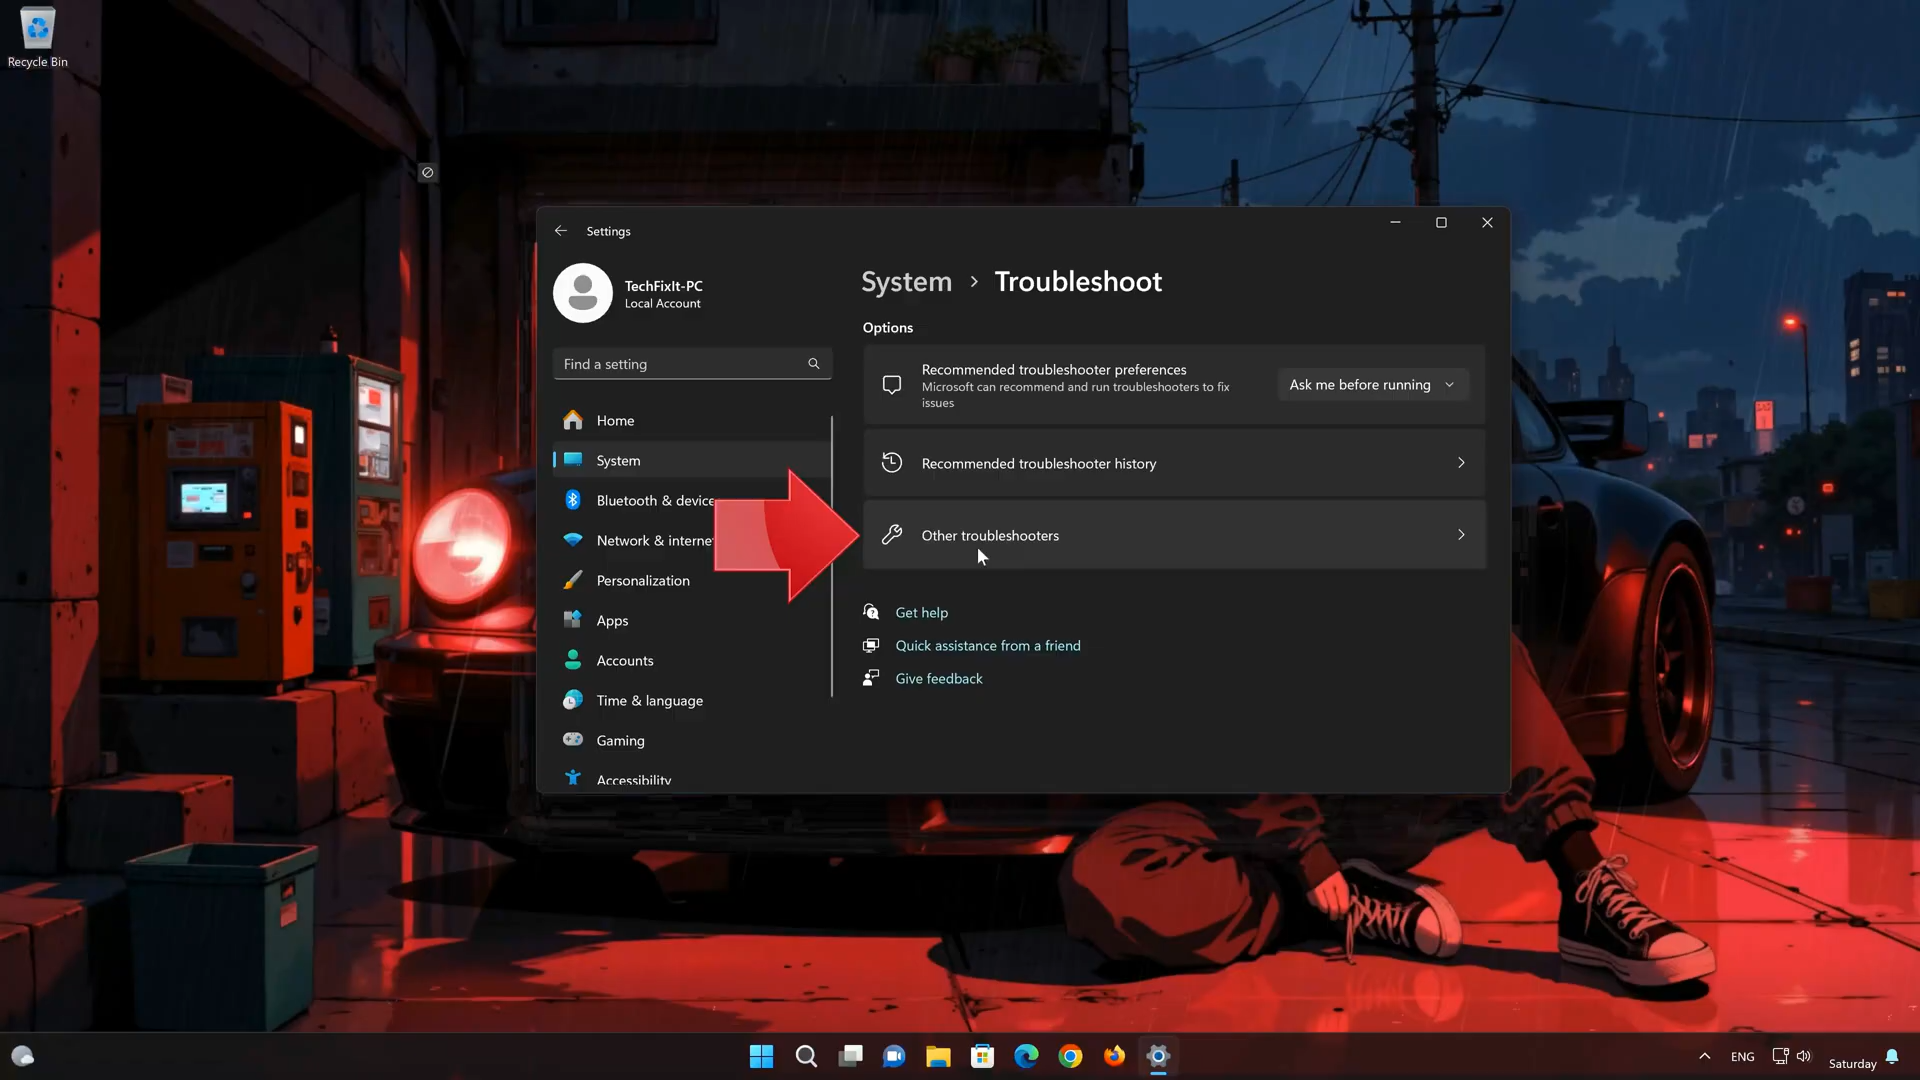 Recycle Bin
Settings
TechFixIt-PC
Local Account
Find a setting
Home
System
Bluetooth & device
Network & interne
Personalization
Apps
Accounts
Time & language
Gaming
Accessibility
System > Troubleshoot
Options
Recommended troubleshooter preferences
Microsoft can recommend and run troubleshooters to fix
issues
Ask me before running
Recommended troubleshooter history
Other troubleshooters
Get help
Quick assistance from a friend
Give feedback
ENG
Saturday